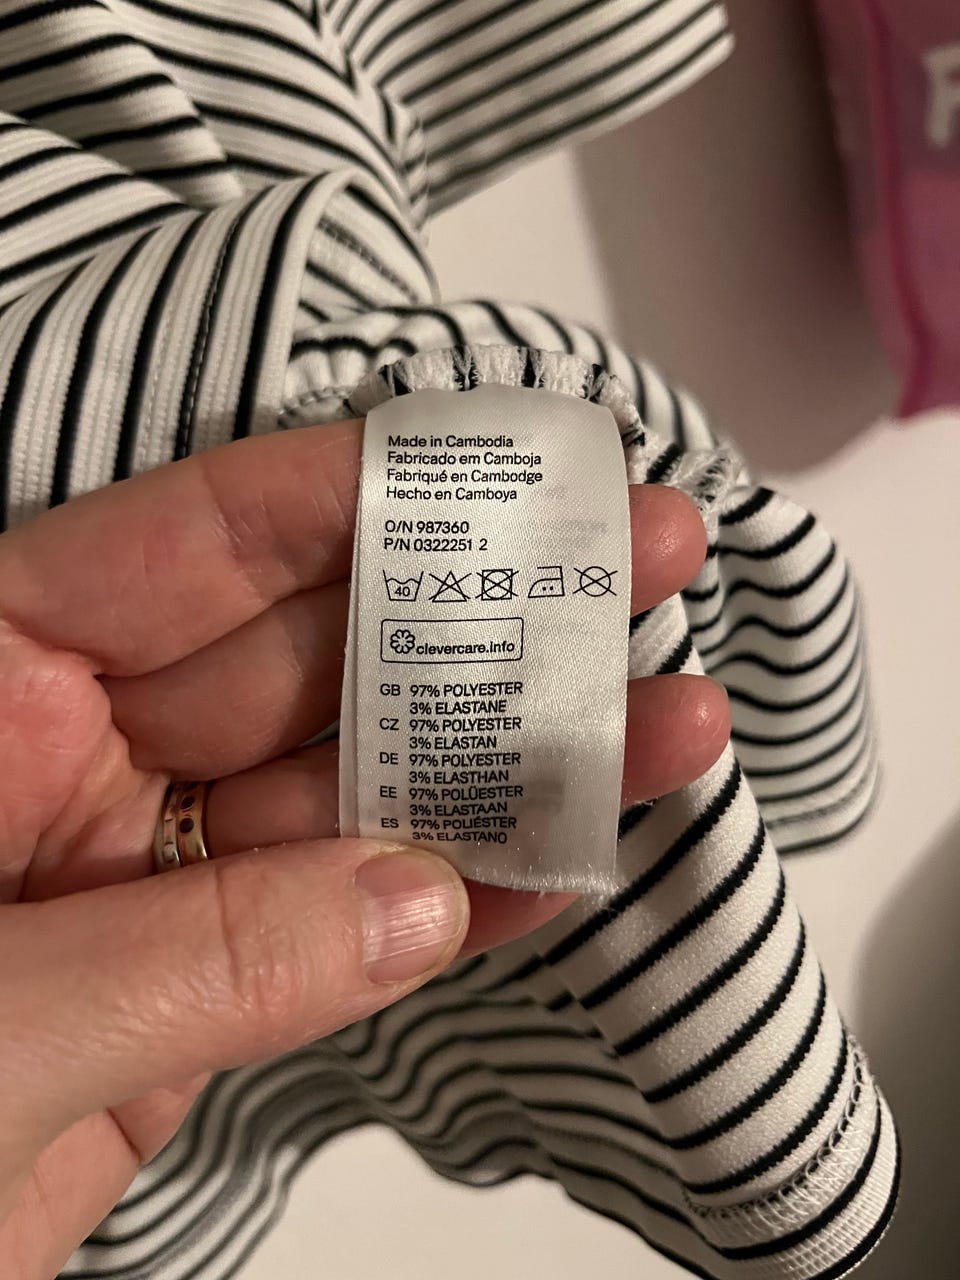 Made in Cambodia
Fabricado em Camboja
Fabriqué en Cambodge
Hecho en Camboya
O/N 987360
P/N 0322251 2
40
clevercare.info
GB 97% POLYESTER
3% ELASTANE
CZ 97% POLYESTER
3% ELASTAN
DE 97% POLYESTER
3% ELASTHAN
EE 97% POLÜESTER
3% ELASTAAN
ES 97% POLIÉSTER
3% ELASTANO